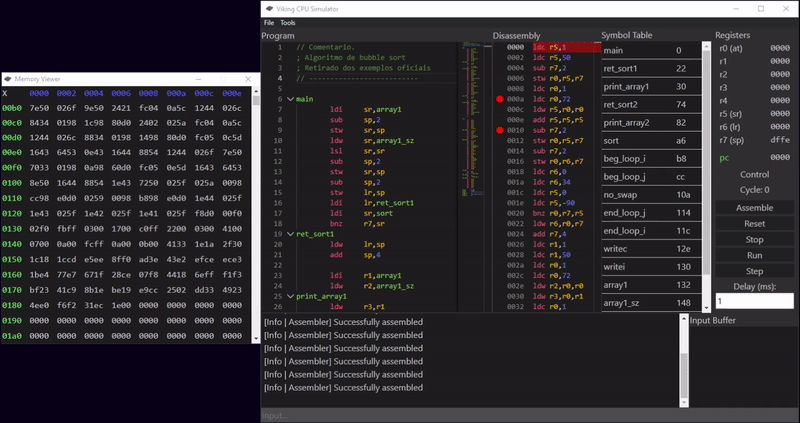 Memory Viewer
X 0000 0002 0004 0006 0008 000a 000c 000e
00b0 7e50 026f 9e50 2421 fc04 0a5c 1244 026c
00c0 8434 0198 1c98 80d0 2402 025a fc04 0a5c
00d0 1244 026c 8834 0198 1498 80d0 fc05 0c5d
00e0 1643 6453 0e43 1644 8854 1244 026f 7e50
00f0 7033 0198 0a98 60d0 fc05 0e5d 1643 6453
0100 8e50 1644 8854 1e43 7250 025f 025a 0098
0110 cc98 e0d0 0259 0098 b898 e0d0 1e44 025f
0120 1e43 025f 1e42 025f 1e41 025f f8d0 00f0
0130 02f0 fbff 0300 1700 c0ff 2200 0300 4100
0140 0700 0a00 fcff 0a00 0b00 4133 1e1a 2f30
0150 1c18 1ccd e5ee 8ff0 ad3e 43e2 efce ece3
0160 1be4 77e7 671f 28ce 07f8 4418 6eff f1f3
0170 bf23 41c9 8b1e be19 e9cc 2502 dd33 4923
0180 4ee0 f6f2 31ec 1e00 0000 0000 0000 0000
0190 0000 0000 0000 0000 0000 0000 0000 0000
01a0 0000 0000 0000 0000 0000 0000 0000 0000
Viking CPU Simulator
File Tools
Program
1 // Comentario.
2 ; Algoritmo de bubble sort
3 ; Retirado dos exemplos oficiais
4 // --------------------------
5
6 main
7 ldi sr,array1
8 sub sp,2
9 stw sr,sp
10 ldw sr,array1_sz
11 lsl sr,sr
12 sub sp,2
13 stw sr,sp
14 sub sp,2
15 stw lr,sp
16 ldi lr,ret_sort1
17 ldi sr,sort
18 bnz r7,sr
19 ret_sort1
20 ldw lr,sp
21 add sp,4
22
23 ldi r1,array1
24 ldw r2,array1_sz
25 print_array1
26 ldw r3,r1
Disassembly
0000 ldc r5,8
0002 ldc r5,50
0004 sub r7,2
0006 stw r0,r5,r7
0008 ldc r0,1
000a ldc r0,72
000c ldw r5,r0,r0
000e add r5,r5,r5
0010 sub r7,2
0012 stw r0,r5,r7
0014 sub r7,2
0016 stw r0,r6,r7
0018 ldc r6,0
001a ldc r6,34
001c ldc r5,0
001e ldc r5,-90
0020 bnz r0,r7,r5
0022 ldw r6,r0,r7
0024 add r7,4
0026 ldc r1,1
0028 ldc r1,50
002a ldc r0,1
002c ldc r0,72
002e ldw r2,r0,r0
0030 ldw r3,r0,r1
0032 ldc r0,1
Symbol Table
main 0
ret_sort1 22
print_array1 30
ret_sort2 74
print_array2 82
sort a6
beg_loop_i b8
beg_loop_j cc
no_swap 10a
end_loop_j 114
end_loop_i 11c
writec 12e
writei 130
array1 132
array1_sz 148
Registers
r0 (at) 0000
r1 0000
r2 0000
r3 0000
r4 0000
r5 (sr) 0000
r6 (lr) 0000
r7 (sp) dffe
pc 0000
Control
Cycle: 0
Assemble
Reset
Stop
Run
Step
Delay (ms):
1
[Info | Assembler] Successfully assembled
[Info | Assembler] Successfully assembled
[Info | Assembler] Successfully assembled
[Info | Assembler] Successfully assembled
[Info | Assembler] Successfully assembled
[Info | Assembler] Successfully assembled
Input Buffer
Input...